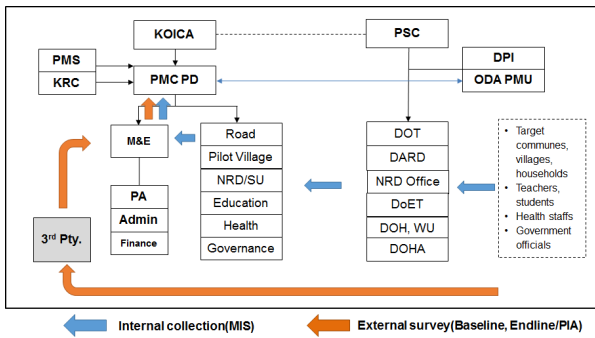 KOICA
PSC
PMS
KRC
PMC PD
DPI
ODA PMU
M&E
Road
Pilot Village
NRD/SU
Education
Health
Governance
DOT
DARD
NRD Office
DoET
DOH, WU
DOHA
• Target
communes,
villages,
households
• Teachers,
students
• Health staffs
• Government
officials
PA
Admin
Finance
3rd Pty.
Internal collection(MIS)
External survey(Baseline, Endline/PIA)